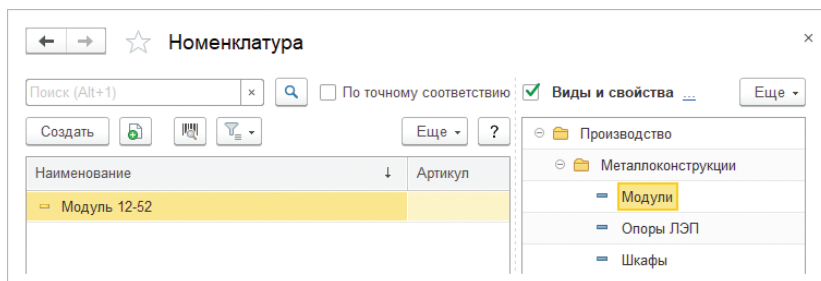 Номенклатура
Поиск (Alt+1)
По точному соответствию
Виды и свойства ...
Еще
Создать
Еще
?
Наименование
Артикул
Модуль 12-52
Производство
Металлоконструкции
Модули
Опоры ЛЭП
Шкафы